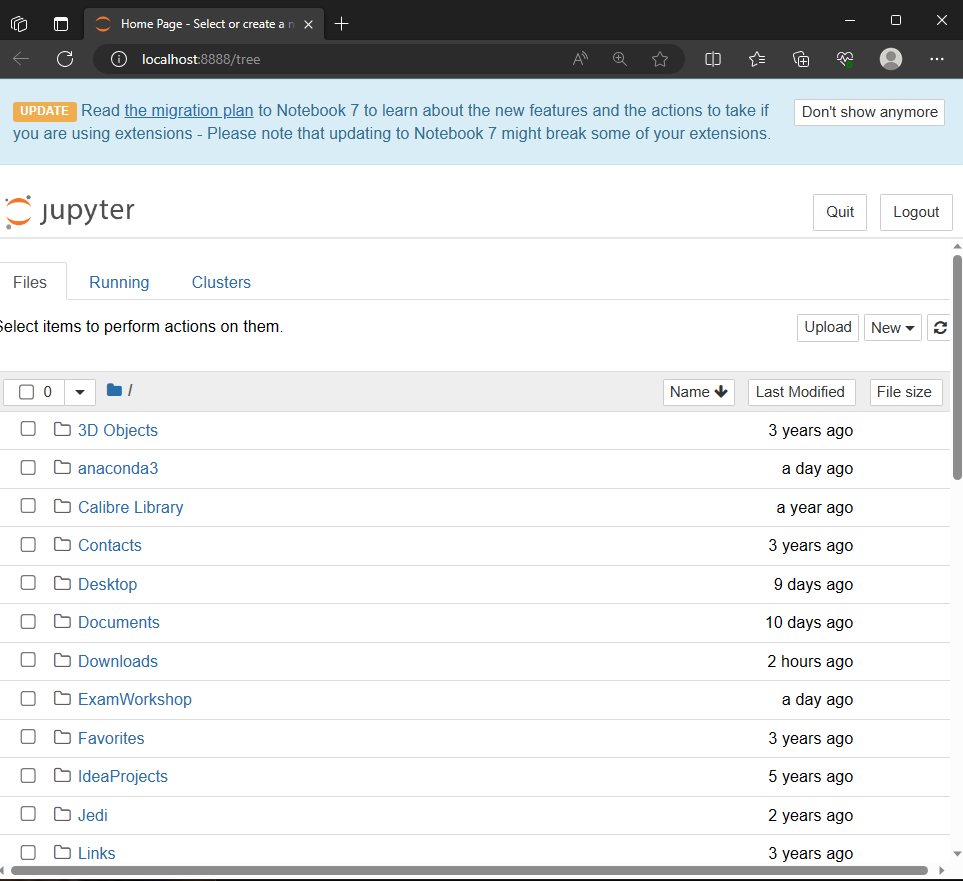 Home Page - Select or create a n
localhost:8888/tree
UPDATE Read the migration plan to Notebook 7 to learn about the new features and the actions to take if
you are using extensions - Please note that updating to Notebook 7 might break some of your extensions.
Don't show anymore
jupyter
Quit
Logout
Files
Running
Clusters
Select items to perform actions on them.
Upload
New
0
/
Name
Last Modified
File size
3D Objects 3 years ago
anaconda3 a day ago
Calibre Library a year ago
Contacts 3 years ago
Desktop 9 days ago
Documents 10 days ago
Downloads 2 hours ago
ExamWorkshop a day ago
Favorites 3 years ago
IdeaProjects 5 years ago
Jedi 2 years ago
Links 3 years ago